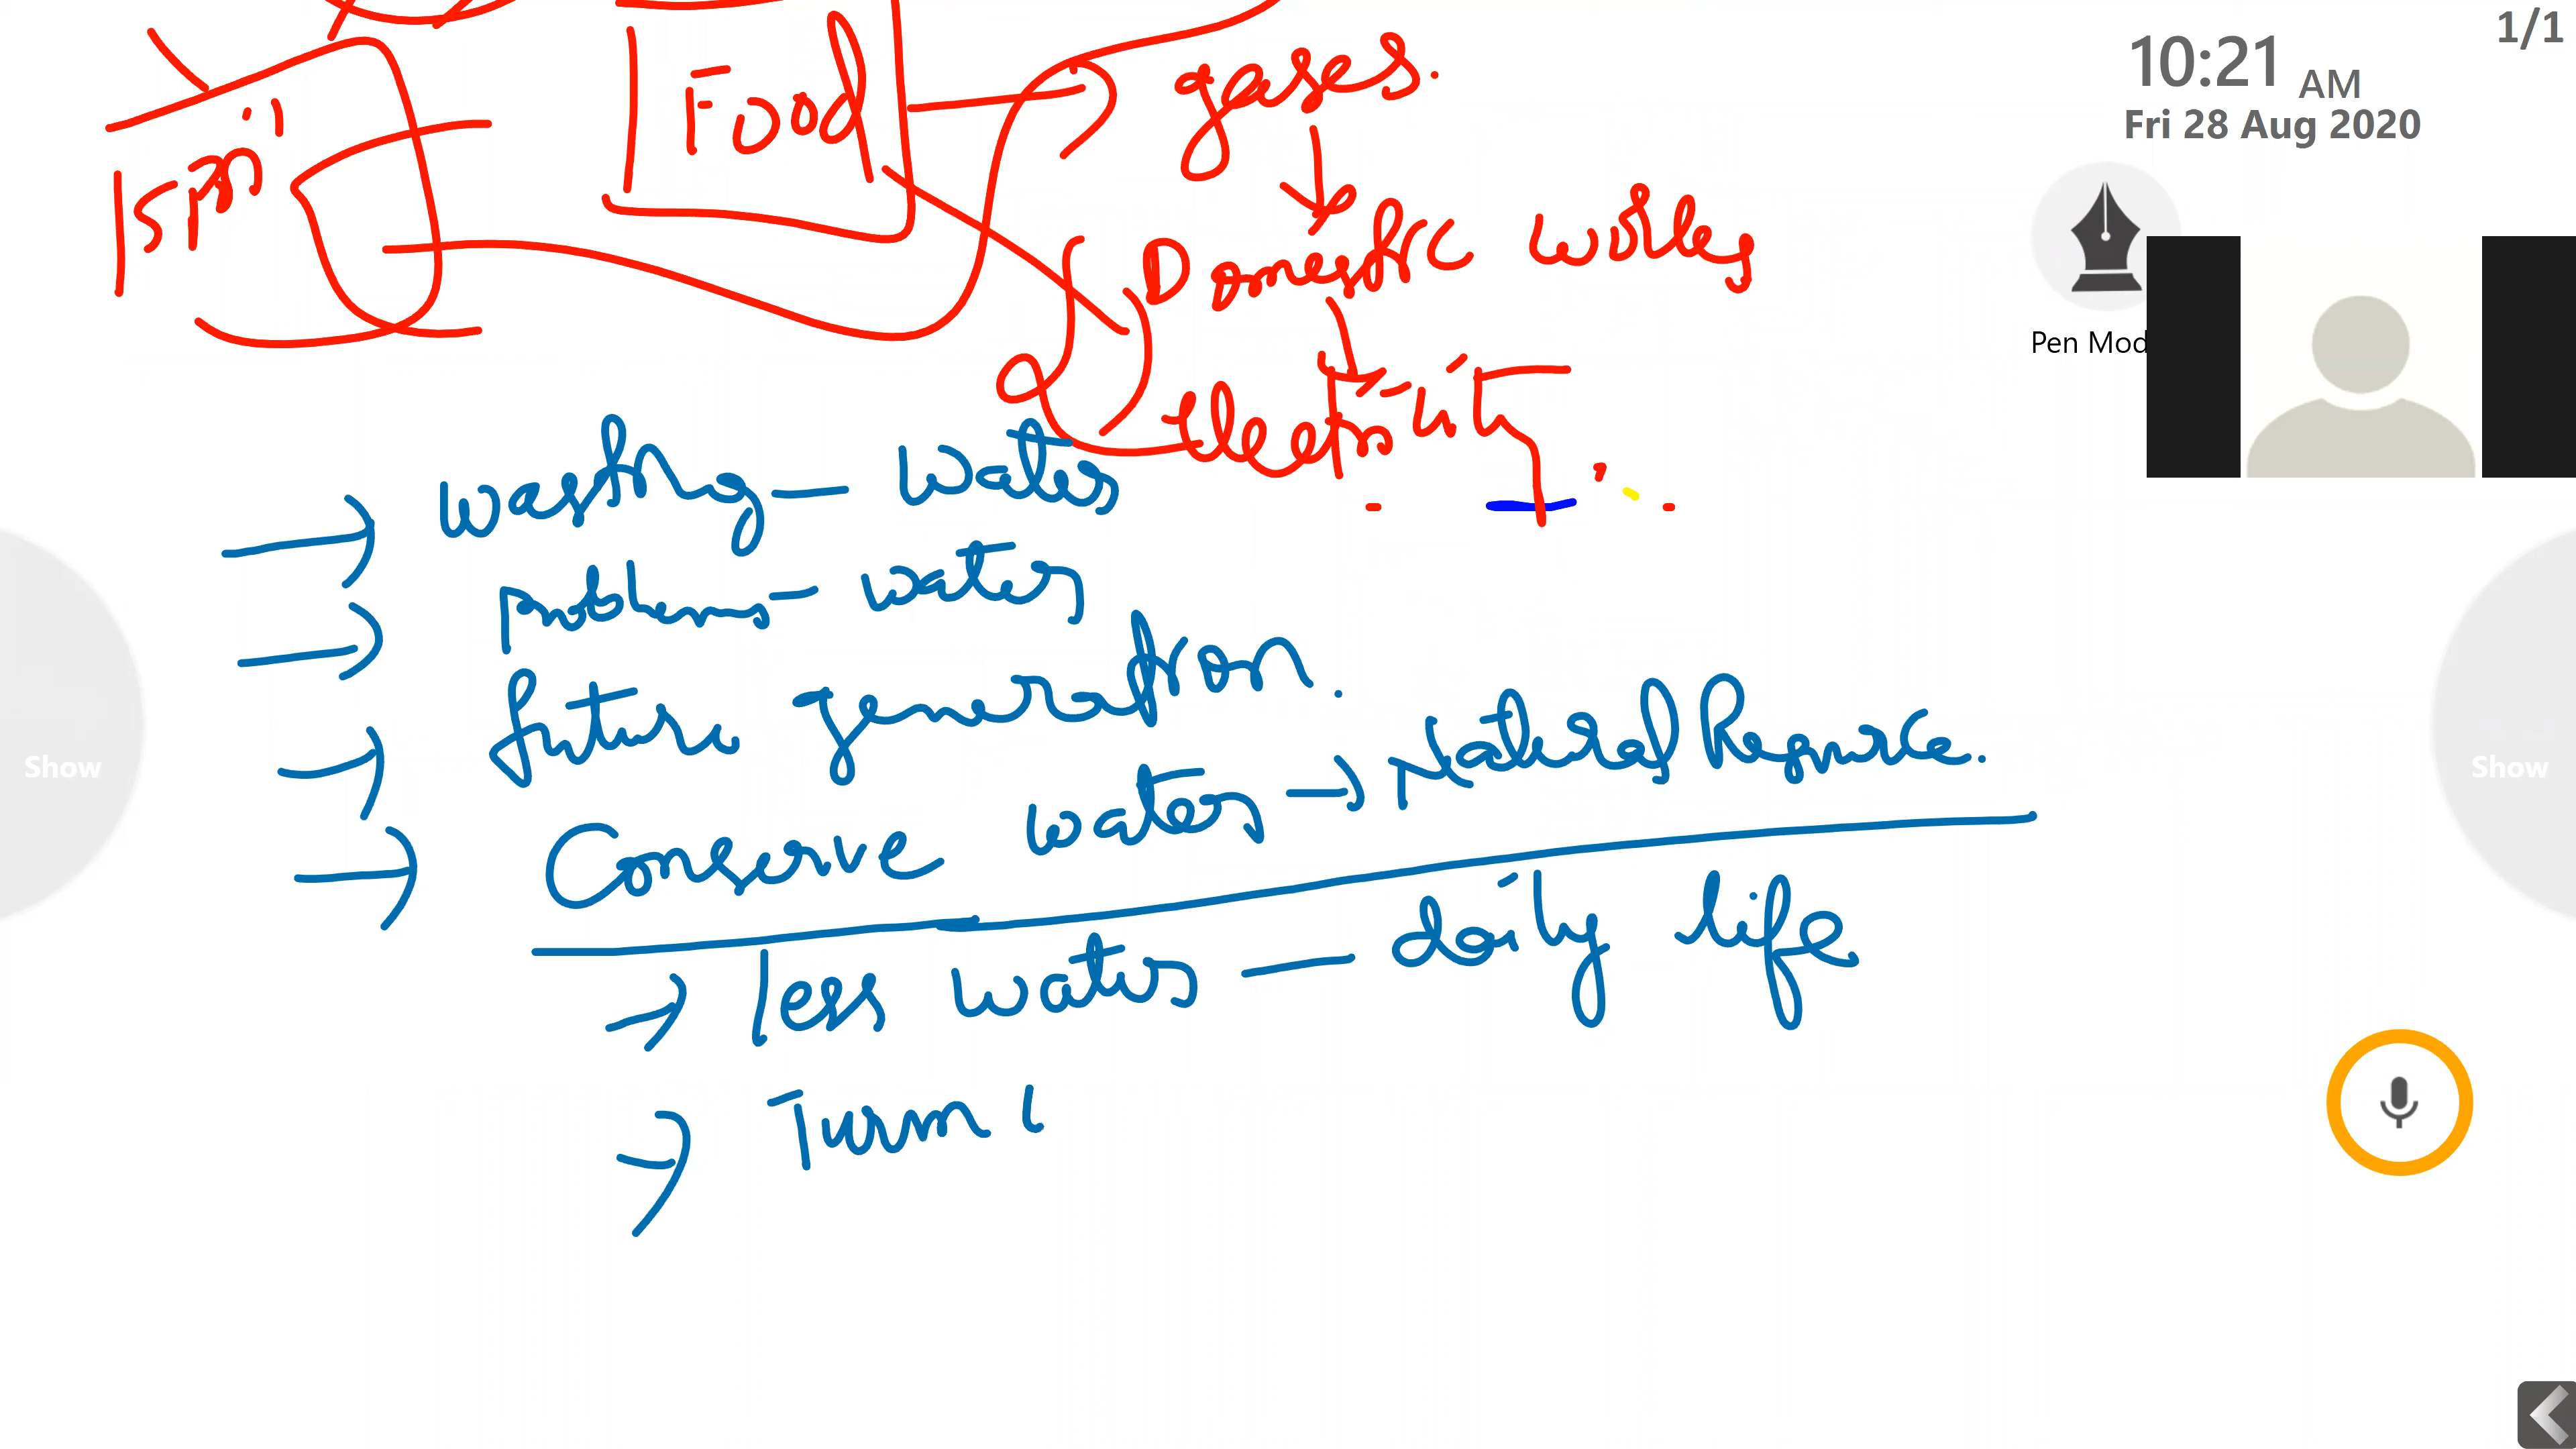 1/1
10:21 AM
Fri 28 Aug 2020
Pen Mod
Food
gases.
Domestic works
Electricity
washing - water
problems - water
future generation.
Conserve water → Natural Resource.
→ less water - daily life
→ Turn
Show
Show